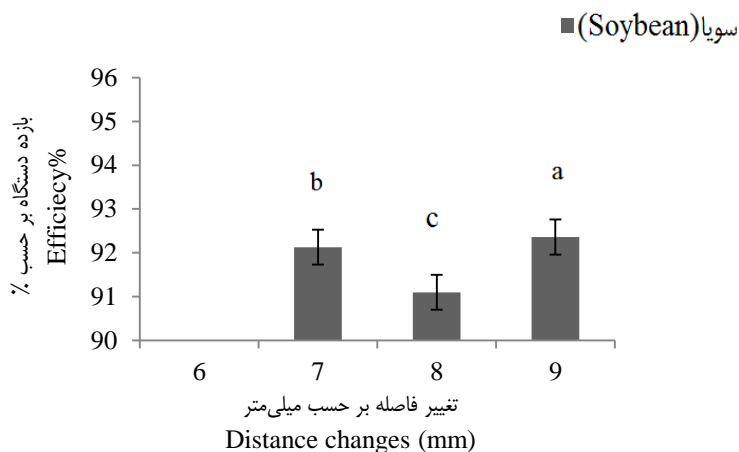 سویا(Soybean)
بازده دستگاه بر حسب %
Efficiecy%
96
95
94
93
92
91
90
b
c
a
6 7 8 9
تغییر فاصله بر حسب میلی‌متر
Distance changes (mm)